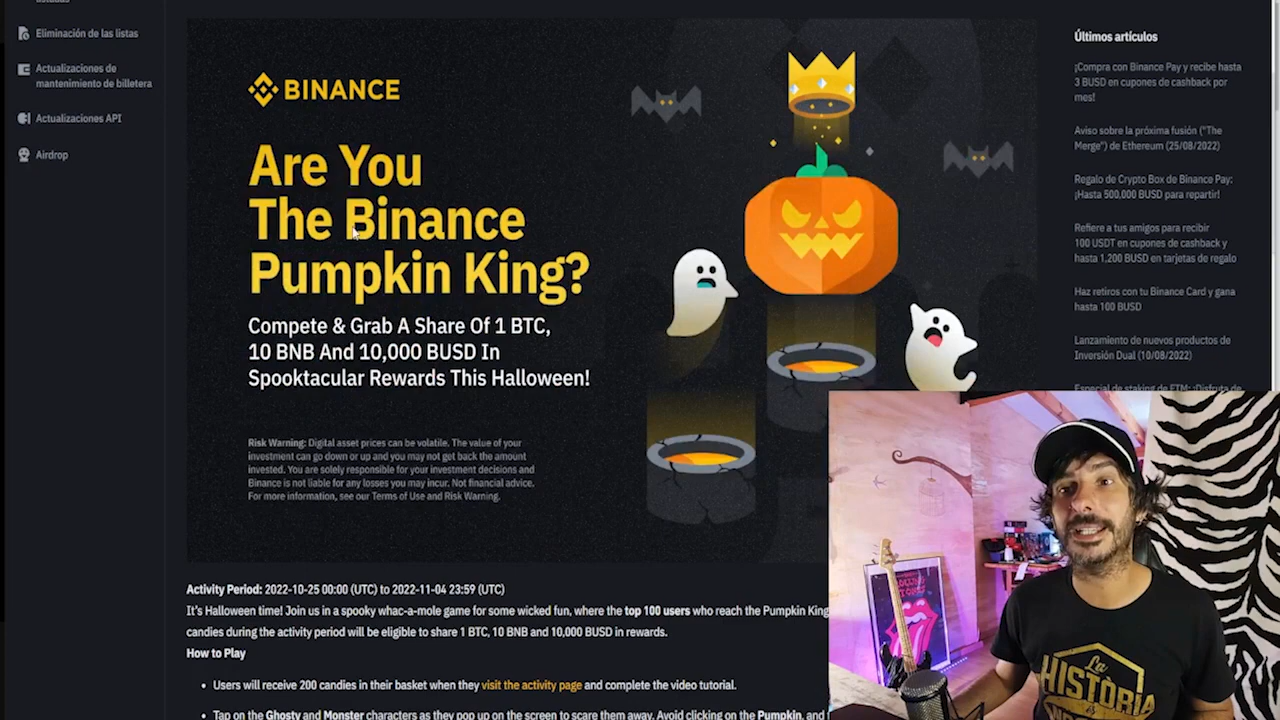 Eliminación de las listas
Actualizaciones de
mantenimiento de billetera
Actualizaciones API
Airdrop
BINANCE
Are You
The Binance
Pumpkin King?
Compete & Grab A Share Of 1 BTC,
10 BNB And 10,000 BUSD In
Spooktacular Rewards This Halloween!
Risk Warning: Digital asset prices can be volatile. The value of your
investment can go down or up and you may not get back the amount
invested. You are solely responsible for your investment decisions and
Binance is not liable for any losses you may incur. Not financial advice.
For more information, see our Terms of Use and Risk Warning.
Activity Period: 2022-10-25 00:00 (UTC) to 2022-11-04 23:59 (UTC)
It's Halloween time! Join us in a spooky whac-a-mole game for some wicked fun, where the top 100 users who reach the Pumpkin King
candies during the activity period will be eligible to share 1 BTC, 10 BNB and 10,000 BUSD in rewards.
How to Play
Users will receive 200 candies in their basket when they visit the activity page and complete the video tutorial.
Tap on the Ghosty and Monster characters as they pop up on the screen to scare them away. Avoid clicking on the Pumpkin, and
Últimos artículos
¡Compra con Binance Pay y recibe hasta
3 BUSD en cupones de cashback por
mes!
Aviso sobre la próxima fusión ("The
Merge") de Ethereum (25/08/2022)
Regalo de Crypto Box de Binance Pay:
¡Hasta 500,000 BUSD para repartir!
Refiere a tus amigos para recibir
100 USDT en cupones de cashback y
hasta 1,200 BUSD en tarjetas de regalo
Haz retiros con tu Binance Card y gana
hasta 100 BUSD
Lanzamiento de nuevos productos de
Inversión Dual (10/08/2022)
Especial de staking de FTM: ¡Disfruta de
La
HISTÒRIA